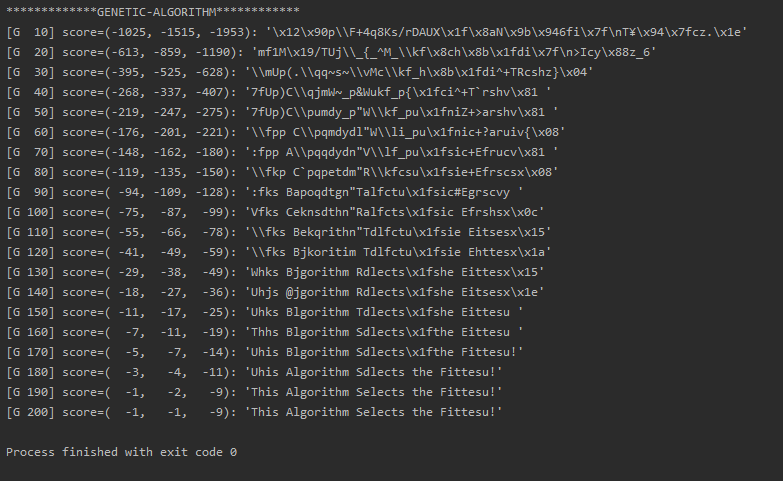 *************GENETIC-ALGORITHM************
[G  10] score=(-1025, -1515, -1953): '\x12\x90p\\F+4q8Ks/rDAUX\x1f\x8aN\x9b\x946fi\x7f\nT¥\x94\x7fcz.\x1e'
[G  20] score=(-613, -859, -1190): 'mf1M\x19/TUj\\_{_^M_\\kf\x8ch\x8b\x1fdi\x7f\n>Icy\x88z_6'
[G  30] score=(-395, -525, -628): '\\mUp(.\\qq~s~\\vMc\\kf_h\x8b\x1fdi^+TRcshz}\x04'
[G  40] score=(-268, -337, -407): '7fUp)C\\qjmW~_p&Wukf_p{\x1fci^+T`rshv\x81 '
[G  50] score=(-219, -247, -275): '7fUp)C\\pumdy_p"W\\kf_pu\x1fniZ+>arshv\x81 '
[G  60] score=(-176, -201, -221): '\\fpp C\\pqmdydl"W\\li_pu\x1fnic+?aruiv{\x08'
[G  70] score=(-148, -162, -180): ':fpp A\\pqqdydn"V\\lf_pu\x1fsic+Efrucv\x81 '
[G  80] score=(-119, -135, -150): '\\fkp C`pqpetdm"R\\kfcsu\x1fsie+Efrscsx\x08'
[G  90] score=( -94, -109, -128): ':fks Bapoqdtgn"Talfctu\x1fsic#Egrscvy '
[G 100] score=( -75,  -87,  -99): 'Vfks Ceknsdthn"Ralfcts\x1fsic Efrshsx\x0c'
[G 110] score=( -55,  -66,  -78): '\\fks Bekqrithn"Tdlfctu\x1fsie Eitsesx\x15'
[G 120] score=( -41,  -49,  -59): '\\fks Bjkoritim Tdlfctu\x1fsie Ehttesx\x1a'
[G 130] score=( -29,  -38,  -49): 'Whks Bjgorithm Rdlects\x1fshe Eittesx\x15'
[G 140] score=( -18,  -27,  -36): 'Uhjs @jgorithm Rdlects\x1fshe Eitsesx\x1e'
[G 150] score=( -11,  -17,  -25): 'Uhks Blgorithm Tdlects\x1fshe Eittesu '
[G 160] score=(  -7,  -11,  -19): 'Thhs Blgorithm Sdlects\x1fthe Eittesu '
[G 170] score=(  -5,   -7,  -14): 'Uhis Blgorithm Sdlects\x1fthe Fittesu!'
[G 180] score=(  -3,   -4,  -11): 'Uhis Algorithm Sdlects the Fittesu!'
[G 190] score=(  -1,   -2,   -9): 'This Algorithm Selects the Fittesu!'
[G 200] score=(  -1,   -1,   -9): 'This Algorithm Selects the Fittesu!'
Process finished with exit code 0